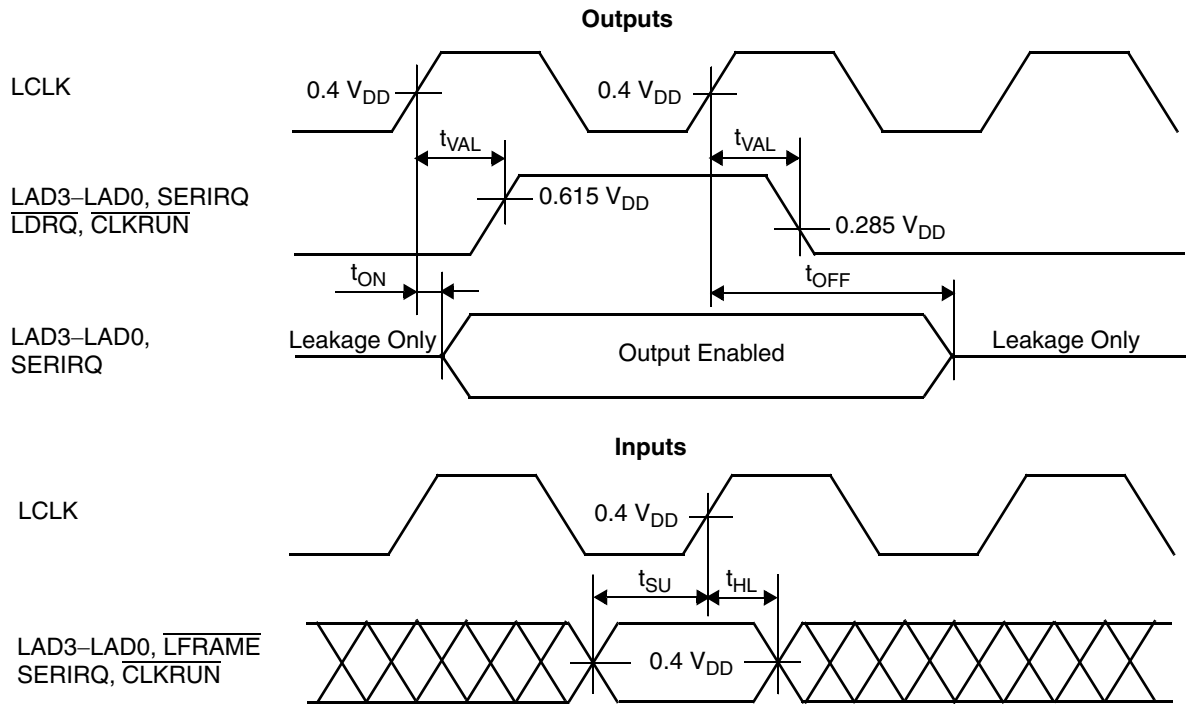 Outputs
LCLK
0.4 VDD
0.4 VDD
tVAL
tVAL
LAD3–LAD0, SERIRQ
LDRQ, CLKRUN
0.615 VDD
0.285 VDD
tON
tOFF
LAD3–LAD0,
SERIRQ
Leakage Only
Output Enabled
Leakage Only
Inputs
LCLK
0.4 VDD
tSU
tHL
LAD3–LAD0, LFRAME
SERIRQ, CLKRUN
0.4 VDD